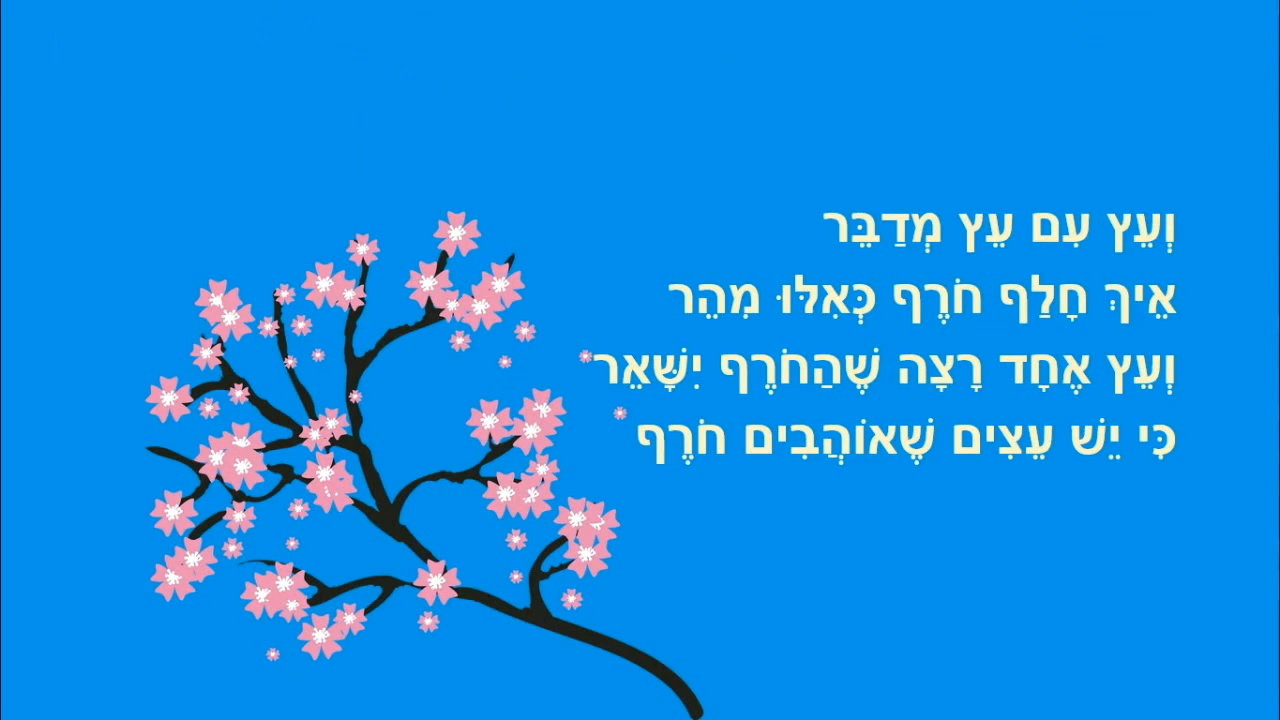 וְעֵץ עִם עֵץ מְדַבֵּר
אֵיךְ חָלַף חֹרֶף כְּאִלּוּ מִהֵר
וְעֵץ אֶחָד רָצָה שֶׁהַחֹרֶף יִשָּׁאֵר
כִּי יֵשׁ עֵצִים שֶׁאוֹהֲבִים חֹרֶף